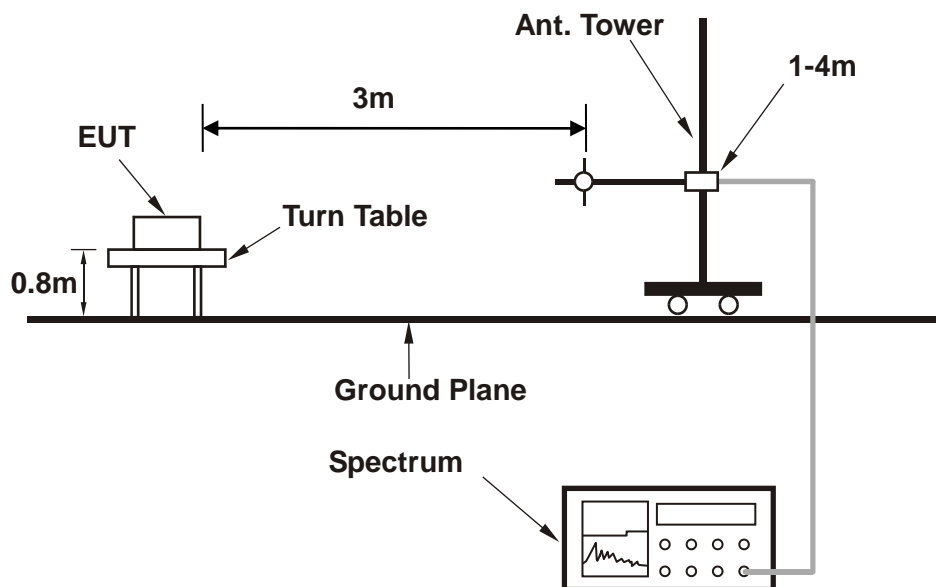 Ant. Tower
1-4m
3m
EUT
Turn Table
0.8m
Ground Plane
Spectrum